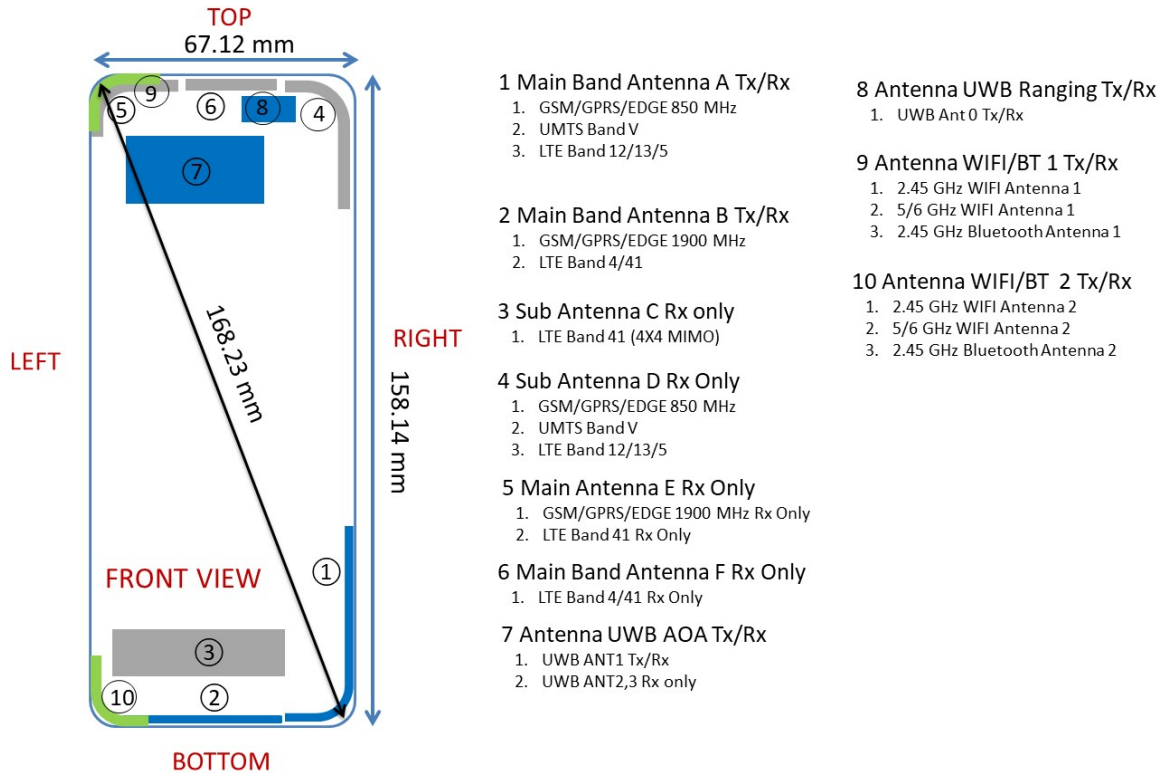 TOP
67.12 mm
9
5
6
8
4
7
168.23 mm
LEFT
RIGHT
158.14 mm
1
FRONT VIEW
3
10
2
BOTTOM
1 Main Band Antenna A Tx/Rx
1. GSM/GPRS/EDGE 850 MHz
2. UMTS Band V
3. LTE Band 12/13/5
2 Main Band Antenna B Tx/Rx
1. GSM/GPRS/EDGE 1900 MHz
2. LTE Band 4/41
3 Sub Antenna C Rx only
1. LTE Band 41 (4X4 MIMO)
4 Sub Antenna D Rx Only
1. GSM/GPRS/EDGE 850 MHz
2. UMTS Band V
3. LTE Band 12/13/5
5 Main Antenna E Rx Only
1. GSM/GPRS/EDGE 1900 MHz Rx Only
2. LTE Band 41 Rx Only
6 Main Band Antenna F Rx Only
1. LTE Band 4/41 Rx Only
7 Antenna UWB AOA Tx/Rx
1. UWB ANT1 Tx/Rx
2. UWB ANT2,3 Rx only
8 Antenna UWB Ranging Tx/Rx
1. UWB Ant 0 Tx/Rx
9 Antenna WIFI/BT 1 Tx/Rx
1. 2.45 GHz WIFI Antenna 1
2. 5/6 GHz WIFI Antenna 1
3. 2.45 GHz Bluetooth Antenna 1
10 Antenna WIFI/BT 2 Tx/Rx
1. 2.45 GHz WIFI Antenna 2
2. 5/6 GHz WIFI Antenna 2
3. 2.45 GHz Bluetooth Antenna 2